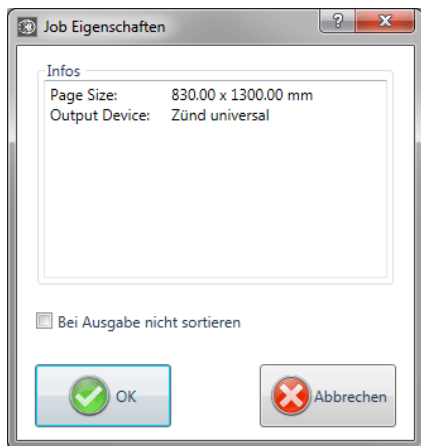 Job Eigenschaften
Infos
Page Size: 830.00 x 1300.00 mm
Output Device: Zünd universal
Bei Ausgabe nicht sortieren
OK
Abbrechen